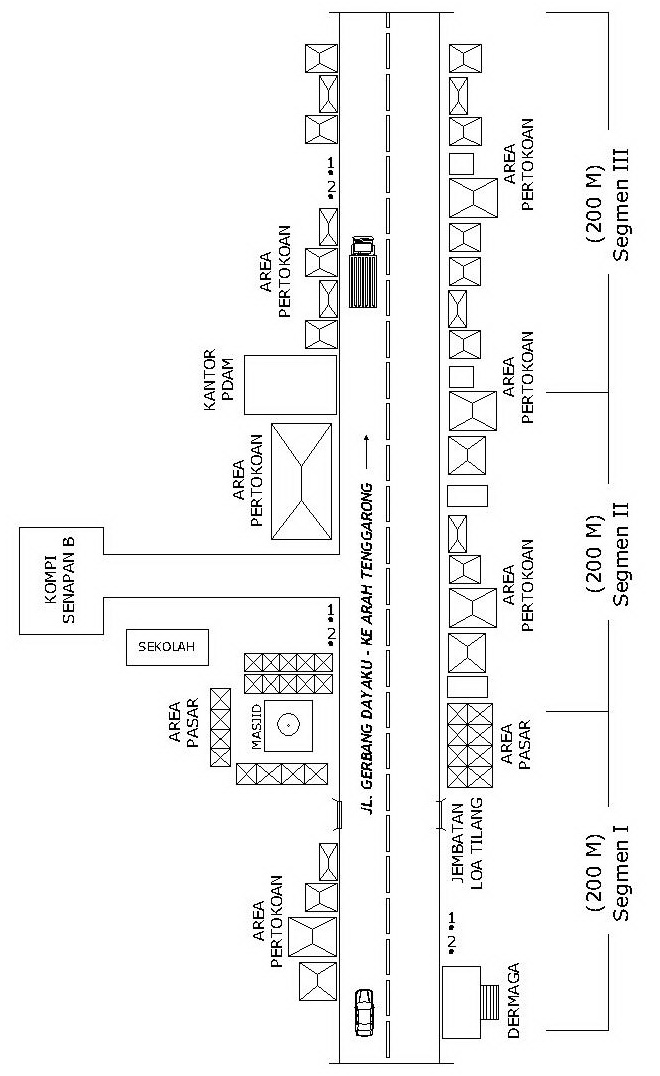 AREA
PERTOKOAN
(200 M)
Segmen III
1
2
AREA
PERTOKOAN
KANTOR
PDAM
AREA
PERTOKOAN
AREA
PERTOKOAN
JL. GERBANG DAYAKU - KE ARAH TENGGARONG
KOMPI
SENAPAN B
AREA
PERTOKOAN
(200 M)
Segmen II
1
2
SEKOLAH
AREA
PASAR
MASJID
AREA
PASAR
JEMBATAN
LOA TILANG
(200 M)
Segmen I
AREA
PERTOKOAN
1
2
DERMAGA